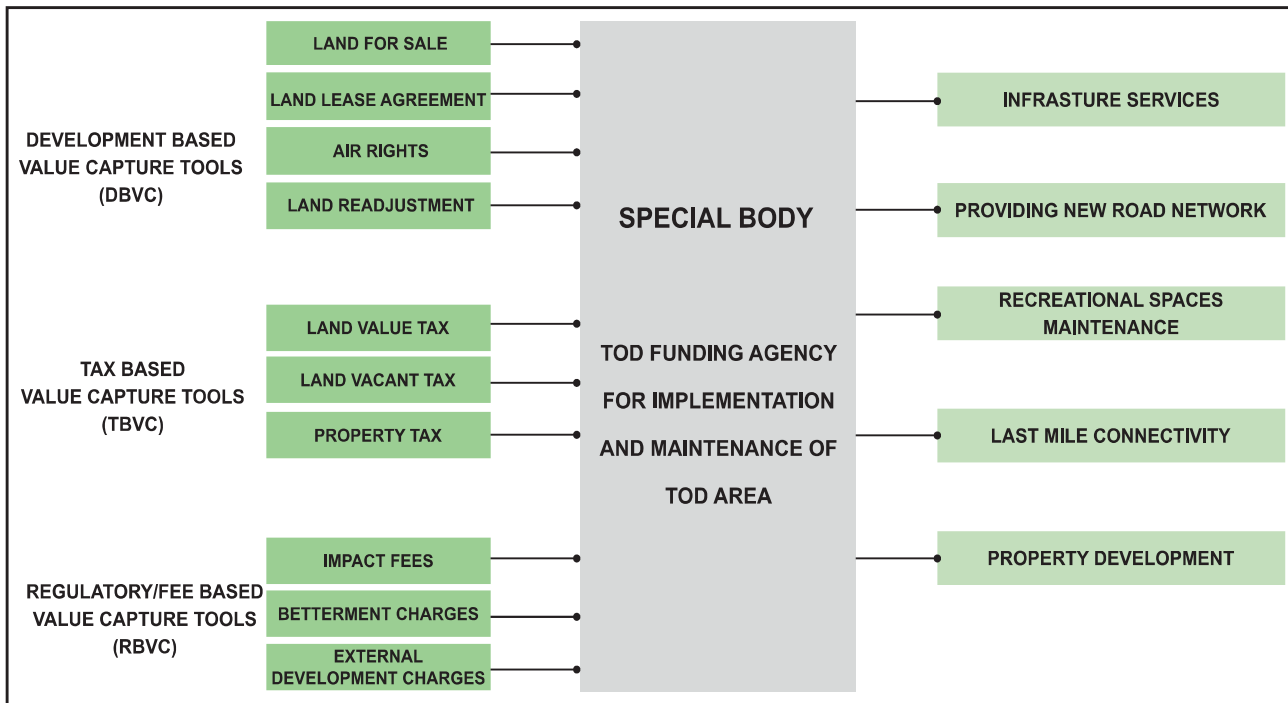 DEVELOPMENT BASED
VALUE CAPTURE TOOLS
(DBVC)
LAND FOR SALE
LAND LEASE AGREEMENT
AIR RIGHTS
LAND READJUSTMENT
TAX BASED
VALUE CAPTURE TOOLS
(TBVC)
LAND VALUE TAX
LAND VACANT TAX
PROPERTY TAX
REGULATORY/FEE BASED
VALUE CAPTURE TOOLS
(RBVC)
IMPACT FEES
BETTERMENT CHARGES
EXTERNAL
DEVELOPMENT CHARGES
SPECIAL BODY
TOD FUNDING AGENCY
FOR IMPLEMENTATION
AND MAINTENANCE OF
TOD AREA
INFRASTURE SERVICES
PROVIDING NEW ROAD NETWORK
RECREATIONAL SPACES
MAINTENANCE
LAST MILE CONNECTIVITY
PROPERTY DEVELOPMENT